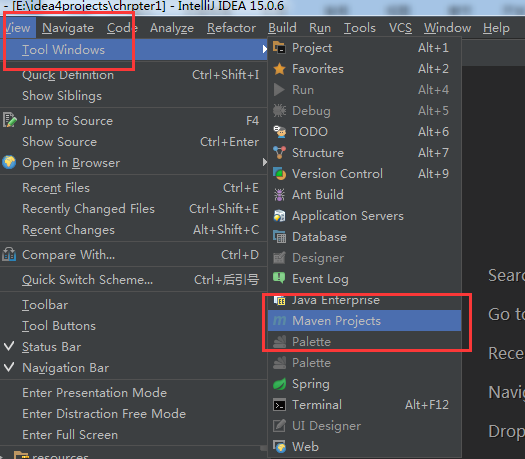 - [E:\idea4projects\chrpter1] - IntelliJ IDEA 15.0.6
View Navigate Code Analyze Refactor Build Run Tools VCS Window Help
Tool Windows
Quick Definition Ctrl+Shift+I
Show Siblings
Jump to Source F4
Show Source Ctrl+Enter
Open in Browser
Recent Files Ctrl+E
Recently Changed Files Ctrl+Shift+E
Recent Changes Alt+Shift+C
Compare With... Ctrl+D
Quick Switch Scheme... Ctrl+后引号
Toolbar
Tool Buttons
Status Bar
Navigation Bar
Enter Presentation Mode
Enter Distraction Free Mode
Enter Full Screen
resources
Project Alt+1
Favorites Alt+2
Run Alt+4
Debug Alt+5
TODO Alt+6
Structure Alt+7
Version Control Alt+9
Ant Build
Application Servers
Database
Designer
Event Log
Java Enterprise
Maven Projects
Palette
Palette
Spring
Terminal Alt+F12
UI Designer
Web
Searc
Go to
Rece
Navig
Drop